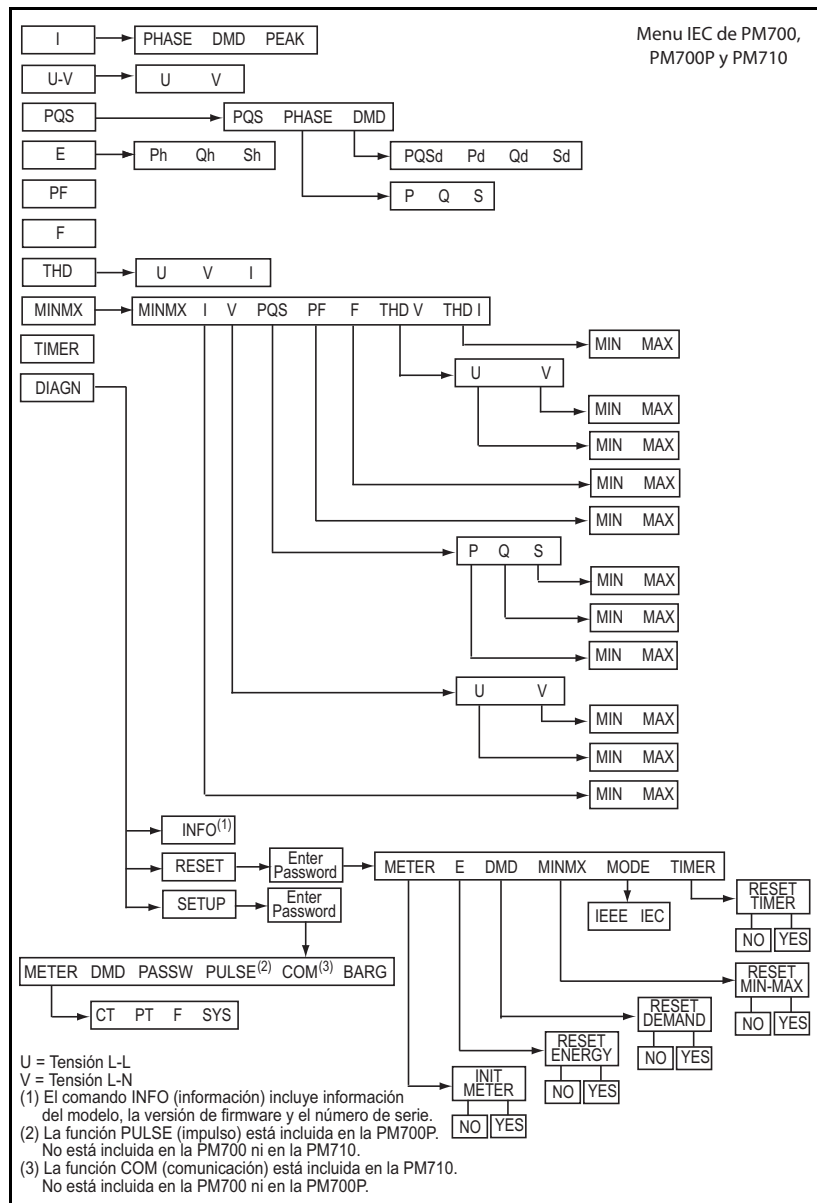 Menu IEC de PM700,
PM700P y PM710
I
PHASE DMD PEAK
U-V
U V
PQS
PQS PHASE DMD
E
Ph Qh Sh
PQSd Pd Qd Sd
PF
P Q S
F
THD
U V I
MINMX
MINMX I V PQS PF F THD V THD I
TIMER
MIN MAX
DIAGN
U V
MIN MAX
MIN MAX
MIN MAX
MIN MAX
P Q S
MIN MAX
MIN MAX
MIN MAX
U V
MIN MAX
MIN MAX
MIN MAX
INFO(1)
RESET
Enter
Password
METER E DMD MINMX MODE TIMER
SETUP
Enter
Password
IEEE IEC
RESET
TIMER
NO YES
METER DMD PASSW PULSE(2) COM(3) BARG
CT PT F SYS
RESET
MIN-MAX
NO YES
RESET
DEMAND
NO YES
RESET
ENERGY
NO YES
INIT
METER
NO YES
U = Tensión L-L
V = Tensión L-N
(1) El comando INFO (información) incluye información
del modelo, la versión de firmware y el número de serie.
(2) La función PULSE (impulso) está incluida en la PM700P.
No está incluida en la PM700 ni en la PM710.
(3) La función COM (comunicación) está incluida en la PM710.
No está incluida en la PM700 ni en la PM700P.